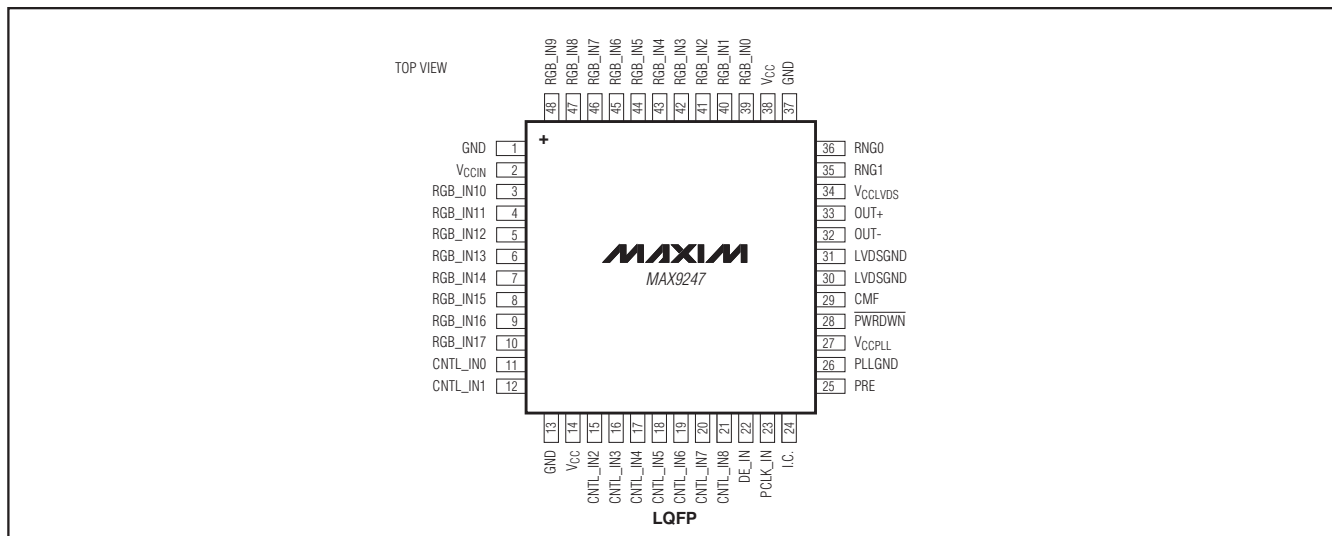 TOP VIEW
RGB_IN9
RGB_IN8
RGB_IN7
RGB_IN6
RGB_IN5
RGB_IN4
RGB_IN3
RGB_IN2
RGB_IN1
RGB_IN0
VCC
GND
48 47 46 45 44 43 42 41 40 39 38 37
+
GND 1
VCCIN 2
RGB_IN10 3
RGB_IN11 4
RGB_IN12 5
RGB_IN13 6
RGB_IN14 7
RGB_IN15 8
RGB_IN16 9
RGB_IN17 10
CNTL_IN0 11
CNTL_IN1 12
MAXIM
MAX9247
36 RNG0
35 RNG1
34 VCCLVDS
33 OUT+
32 OUT-
31 LVDSGND
30 LVDSGND
29 CMF
28 PWRDWN
27 VCCPLL
26 PLLGND
25 PRE
13 14 15 16 17 18 19 20 21 22 23 24
GND
VCC
CNTL_IN2
CNTL_IN3
CNTL_IN4
CNTL_IN5
CNTL_IN6
CNTL_IN7
CNTL_IN8
DE_IN
PCLK_IN
I.C.
LQFP